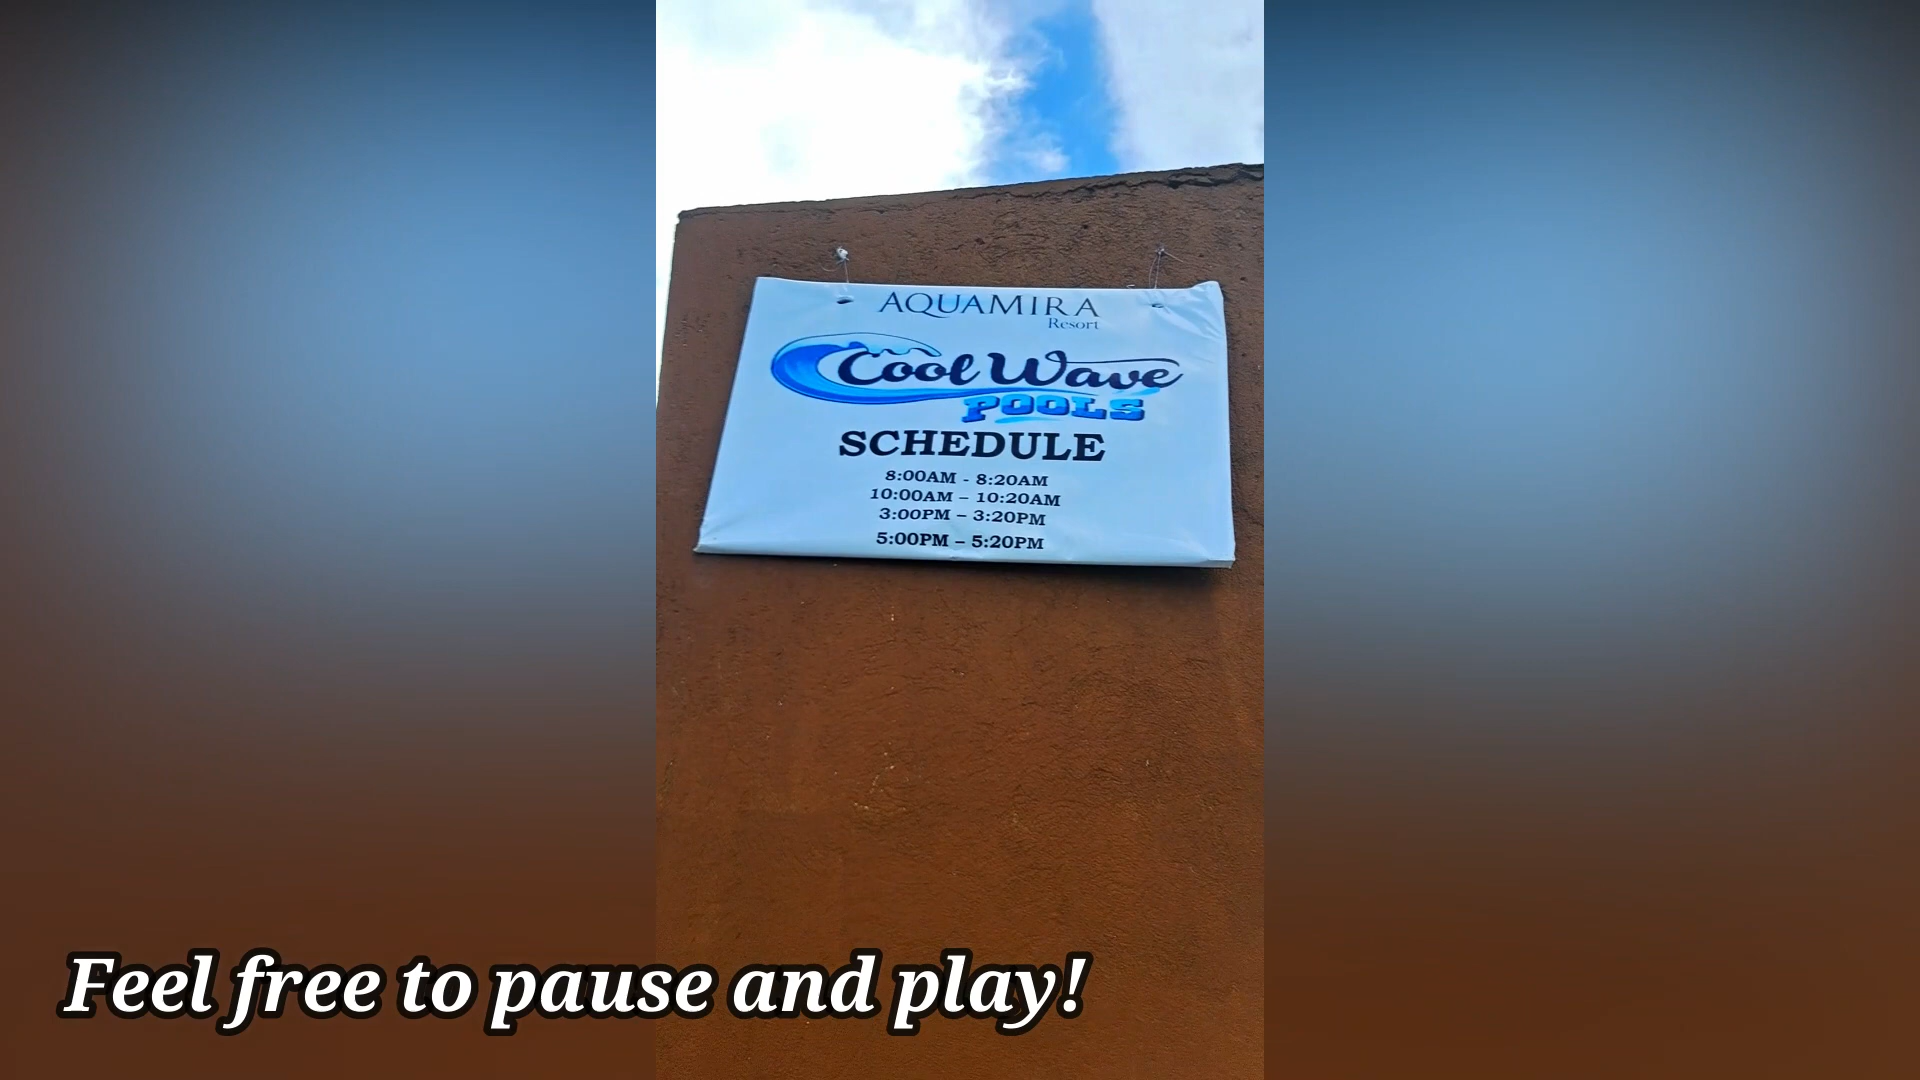 AQUAMIRA
Resort
Cool Wave
POOLS
SCHEDULE
8:00AM - 8:20AM
10:00AM – 10:20AM
3:00PM – 3:20PM
5:00PM – 5:20PM
Feel free to pause and play!